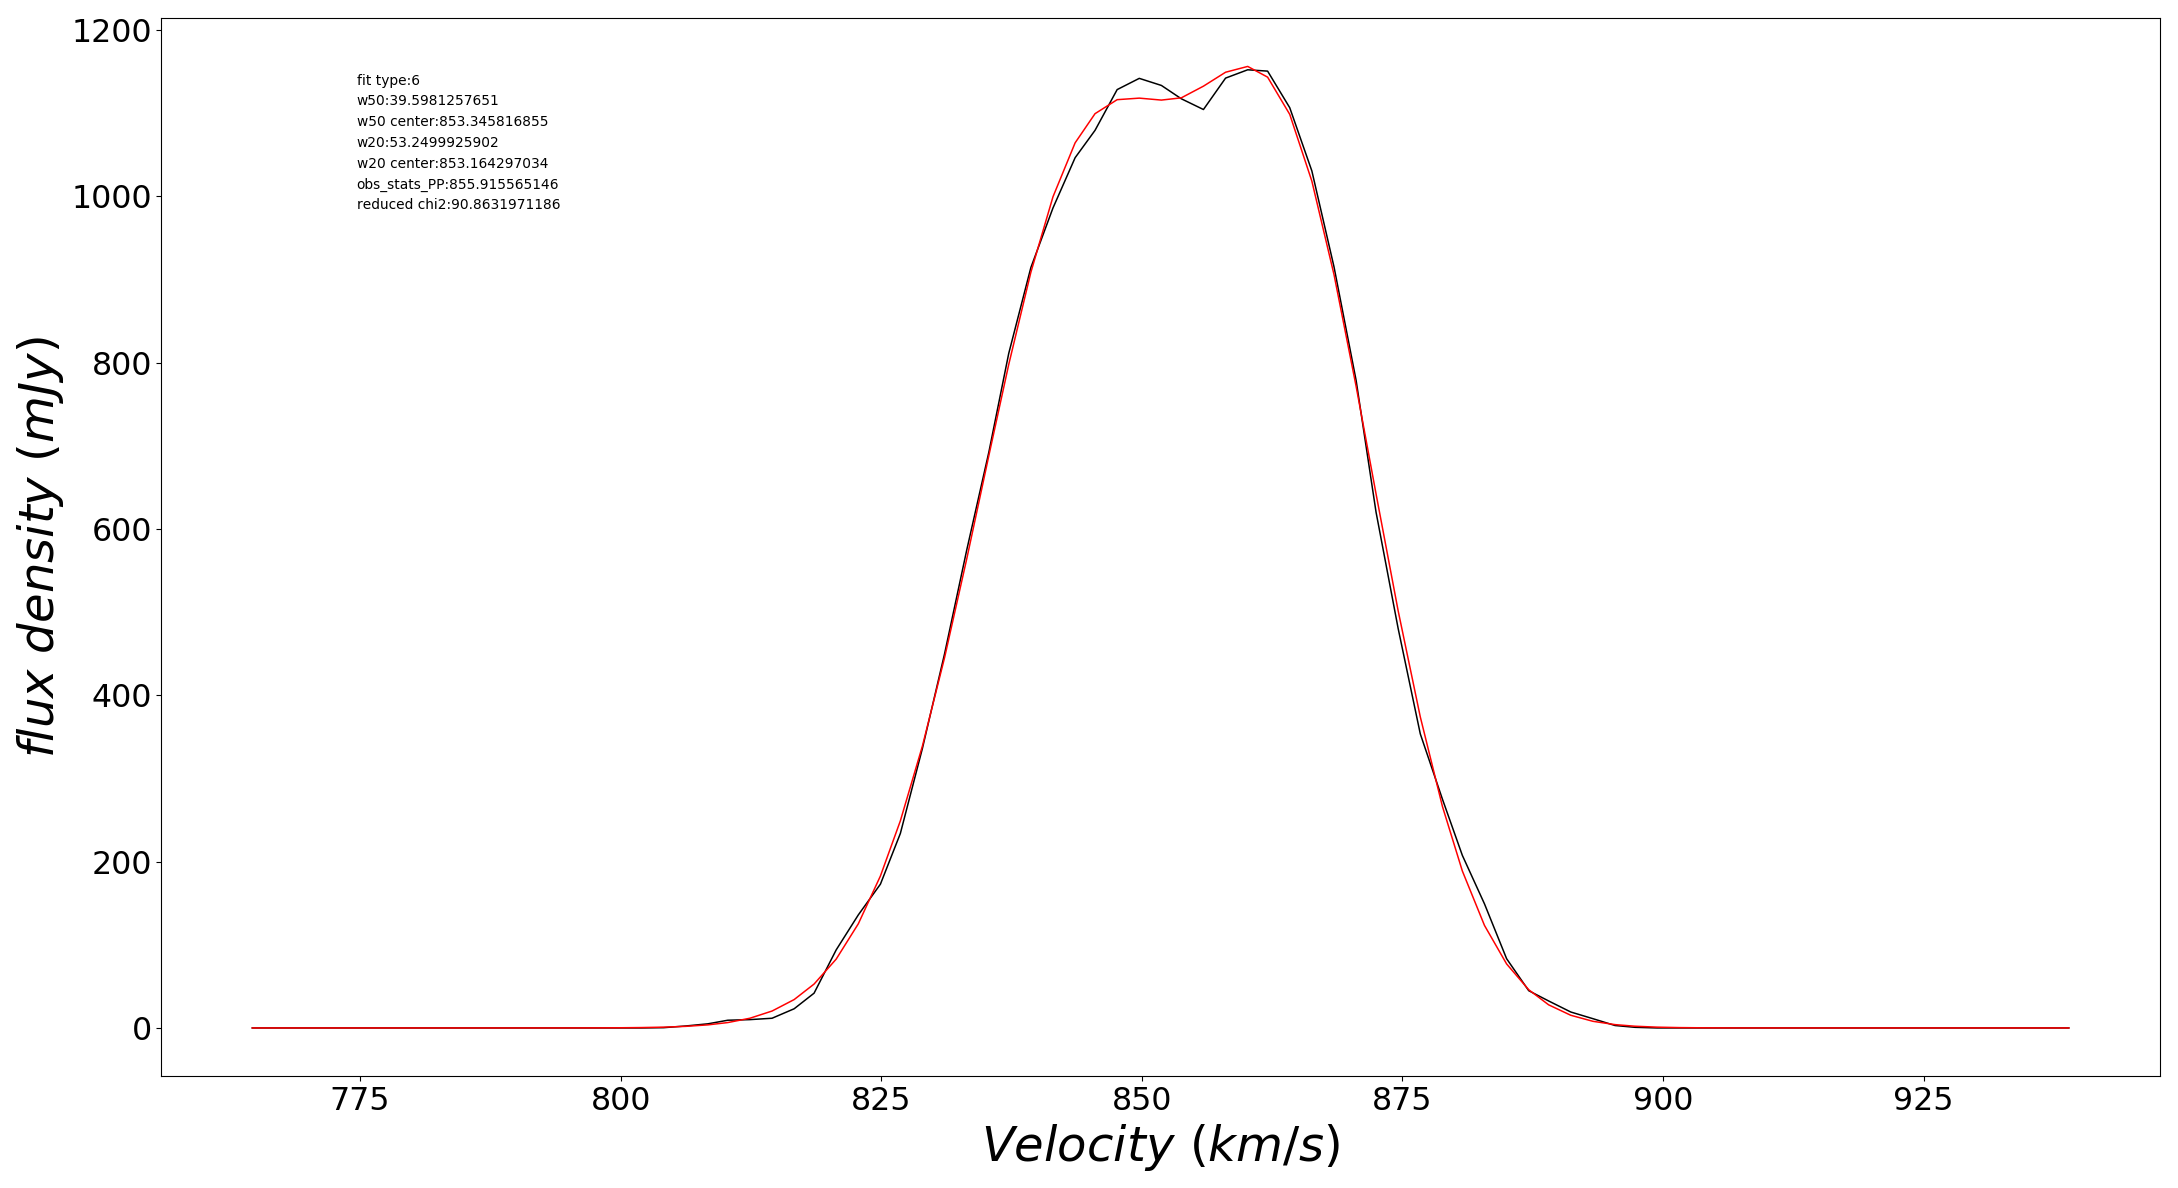 1200
1000
800
600
400
200
0
flux density (mJy)
fit type:6
w50:39.5981257651
w50 center:853.345816855
w20:53.2499925902
w20 center:853.164297034
obs_stats_PP:855.915565146
reduced chi2:90.8631971186
775 800 825 850 875 900 925
Velocity (km/s)